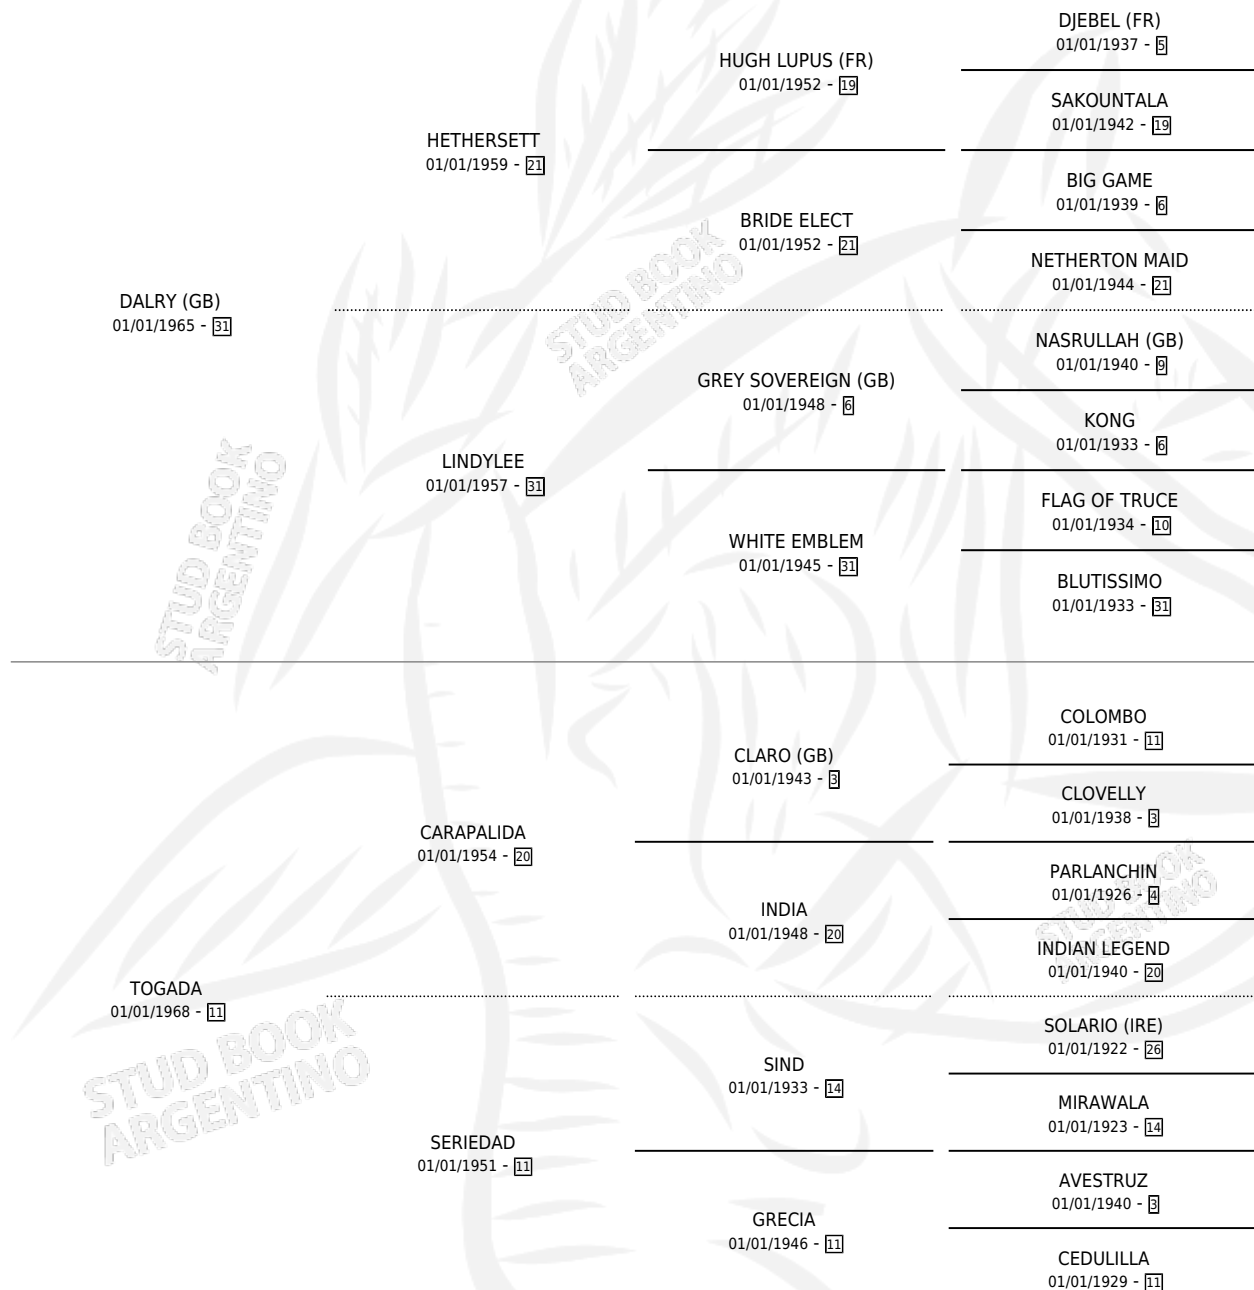 DJEBEL (FR)
01/01/1937 - 5
HUGH LUPUS (FR)
01/01/1952 - 19
SAKOUNTALA
01/01/1942 - 19
HETHERSETT
01/01/1959 - 21
BIG GAME
01/01/1939 - 6
BRIDE ELECT
01/01/1952 - 21
NETHERTON MAID
01/01/1944 - 21
DALRY (GB)
01/01/1965 - 31
NASRULLAH (GB)
01/01/1940 - 9
GREY SOVEREIGN (GB)
01/01/1948 - 6
KONG
01/01/1933 - 6
LINDYLEE
01/01/1957 - 31
FLAG OF TRUCE
01/01/1934 - 10
WHITE EMBLEM
01/01/1945 - 31
BLUTISSIMO
01/01/1933 - 31
COLOMBO
01/01/1931 - 11
CLARO (GB)
01/01/1943 - 3
CLOVELLY
01/01/1938 - 3
CARAPALIDA
01/01/1954 - 20
PARLANCHIN
01/01/1926 - 4
INDIA
01/01/1948 - 20
INDIAN LEGEND
01/01/1940 - 20
TOGADA
01/01/1968 - 11
SOLARIO (IRE)
01/01/1922 - 26
SIND
01/01/1933 - 14
MIRAWALA
01/01/1923 - 14
SERIEDAD
01/01/1951 - 11
AVESTRUZ
01/01/1940 - 3
GRECIA
01/01/1946 - 11
CEDULILLA
01/01/1929 - 11
STUD BOOK
ARGENTINO
STUD BOOK
ARGENTINO
STUD BOOK
ARGENTINO
STUD BOOK
ARGENTINO